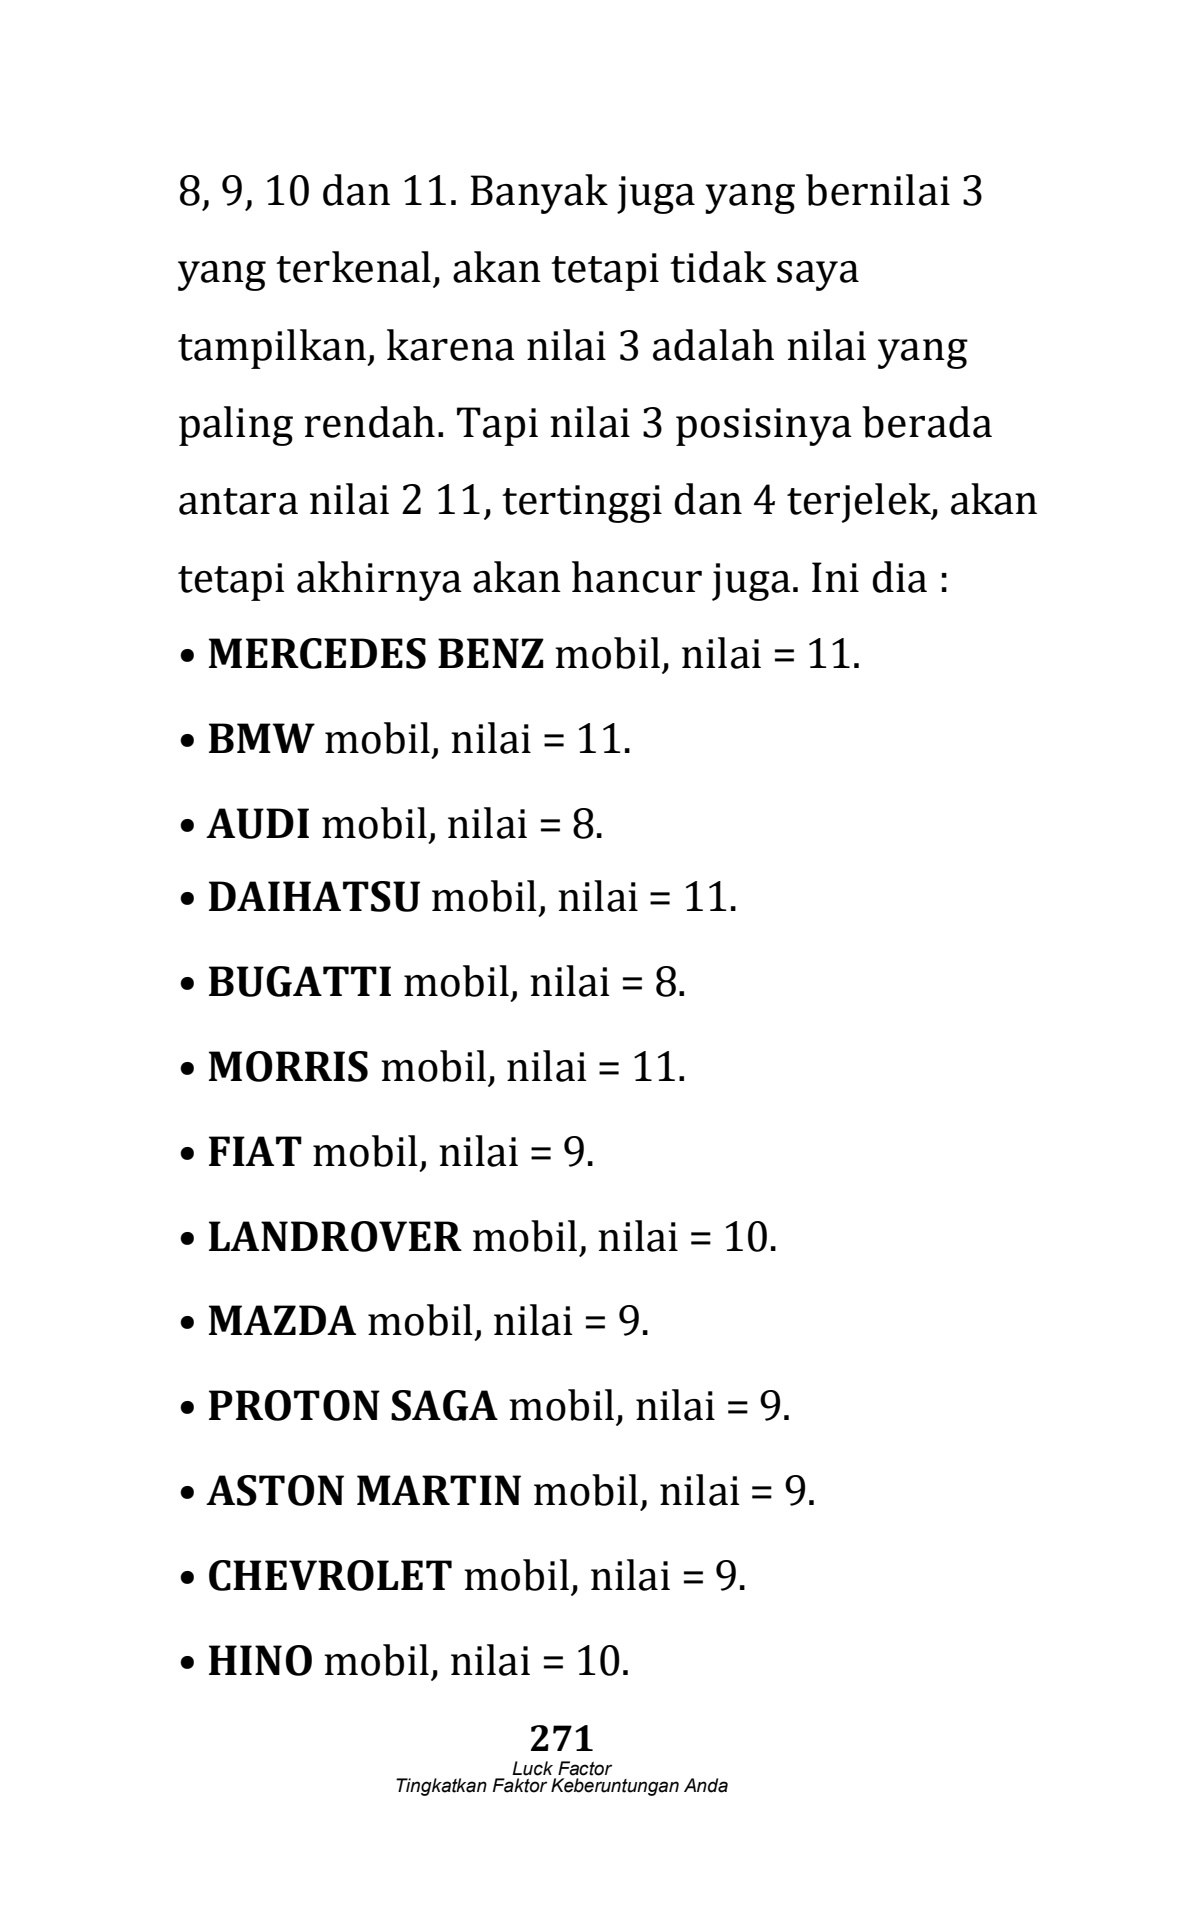 8, 9, 10 dan 11. Banyak juga yang bernilai 3
yang terkenal, akan tetapi tidak saya
tampilkan, karena nilai 3 adalah nilai yang
paling rendah. Tapi nilai 3 posisinya berada
antara nilai 2 11, tertinggi dan 4 terjelek, akan
tetapi akhirnya akan hancur juga. Ini dia :
• MERCEDES BENZ mobil, nilai = 11.
• BMW mobil, nilai = 11.
• AUDI mobil, nilai = 8.
• DAIHATSU mobil, nilai = 11.
• BUGATTI mobil, nilai = 8.
• MORRIS mobil, nilai = 11.
• FIAT mobil, nilai = 9.
• LANDROVER mobil, nilai = 10.
• MAZDA mobil, nilai = 9.
• PROTON SAGA mobil, nilai = 9.
• ASTON MARTIN mobil, nilai = 9.
• CHEVROLET mobil, nilai = 9.
• HINO mobil, nilai = 10.
271
Luck Factor
Tingkatkan Faktor Keberuntungan Anda